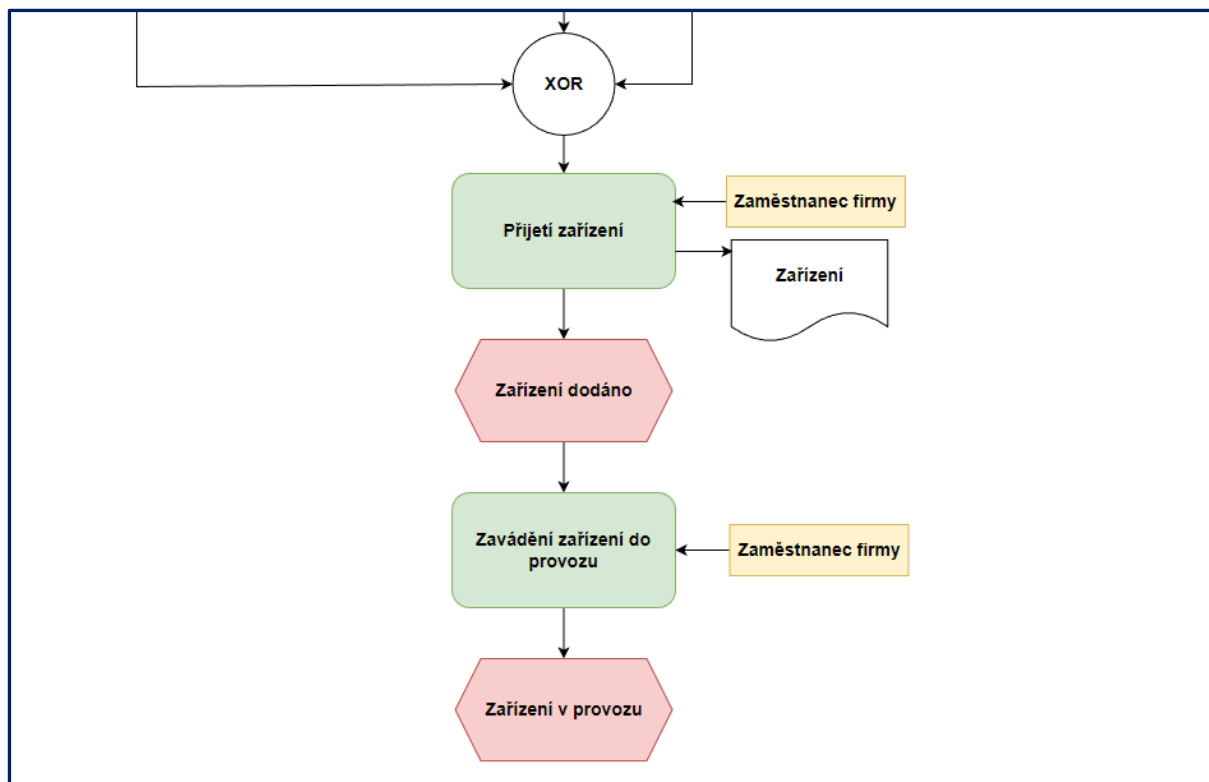 XOR
Přijetí zařízení
Zaměstnanec firmy
Zařízení
Zařízení dodáno
Zavádění zařízení do
provozu
Zaměstnanec firmy
Zařízení v provozu